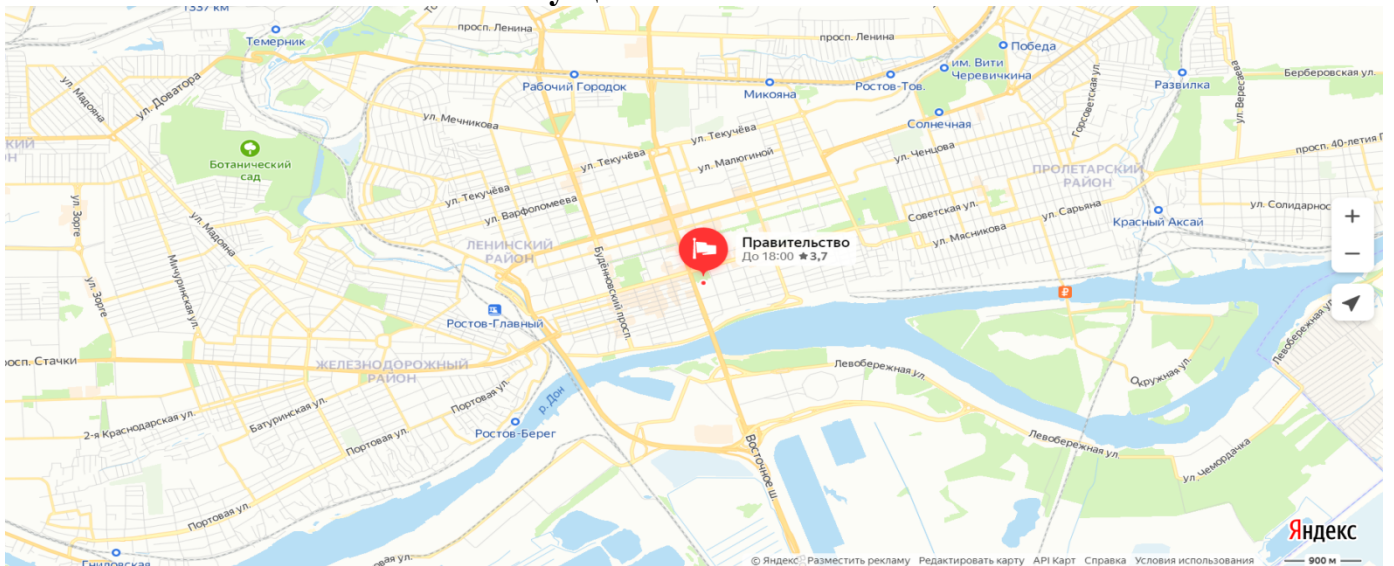 1337 км
просп. Ленина
Темерник
просп. Ленина
Победа
им. Вити
Черевичкина
ул. Мадояна
ул. Доватора
Рабочий Городок
Микояна
Ростов-Тов.
Развилка
Берберовская ул.
ул. Вересаева
Горсоветская ул.
ул. Мечникова
Солнечная
ул. Текучёва
Ботанический
сад
ул. Текучёва
ул. Малюгиной
ул. Ченцова
просп. 40-летия П
ПРОЛЕТАРСКИЙ
РАЙОН
ул. Текучёва
ул. Варфоломеева
Советская ул.
ул. Сарьяна
ул. Солидарнос
Красный Аксай
ул. Зорге
ул. Мадояна
ЛЕНИНСКИЙ
РАЙОН
Правительство
До 18:00 ★ 3,7
ул. Мясникова
Мичуринская ул.
Будённовский просп.
ул. Зорге
Ростов-Главный
просп. Стачки
ЖЕЛЕЗНОДОРОЖНЫЙ
РАЙОН
Левобережная ул.
Левобережная ул.
Окружная ул.
р. Дон
Портовая ул.
Батуринская ул.
2-я Краснодарская ул.
Портовая ул.
Ростов-Берег
Восточное ш.
Левобережная ул.
ул. Чемордачка
Портовая ул.
Яндекс
Гниловская
© Яндекс Разместить рекламу Редактировать карту API Карт Справка Условия использования
900 м